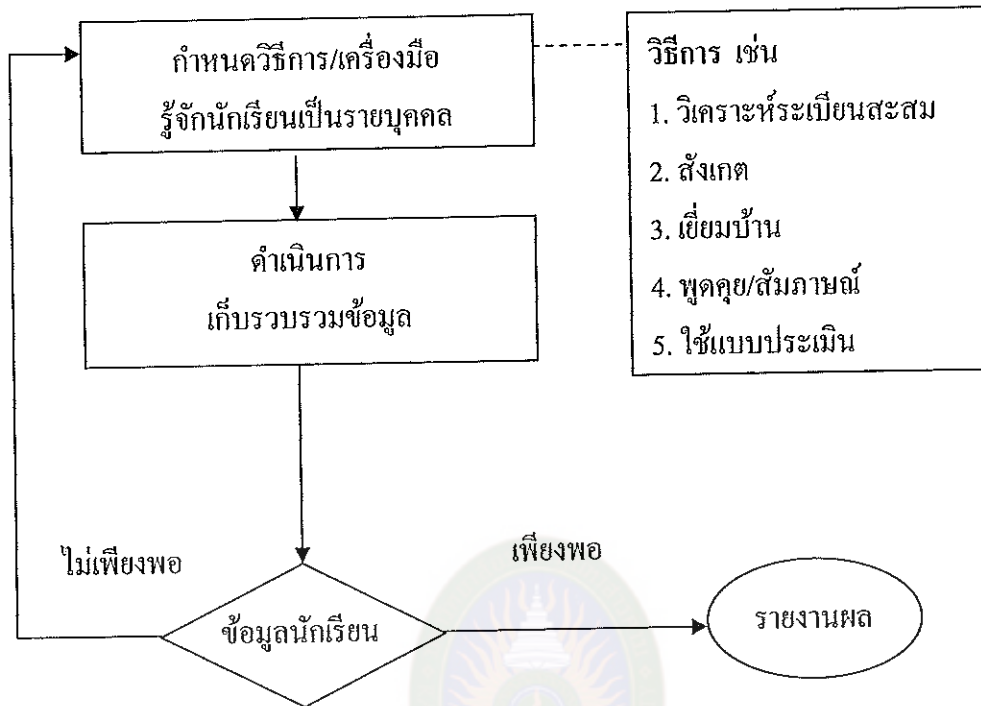 กำหนดวิธีการ/เครื่องมือ
รู้จักนักเรียนเป็นรายบุคคล
วิธีการ เช่น
1. วิเคราะห์ระเบียนสะสม
2. สังเกต
3. เยี่ยมบ้าน
4. พูดคุย/สัมภาษณ์
5. ใช้แบบประเมิน
ดำเนินการ
เก็บรวบรวมข้อมูล
ไม่เพียงพอ
เพียงพอ
ข้อมูลนักเรียน
รายงานผล